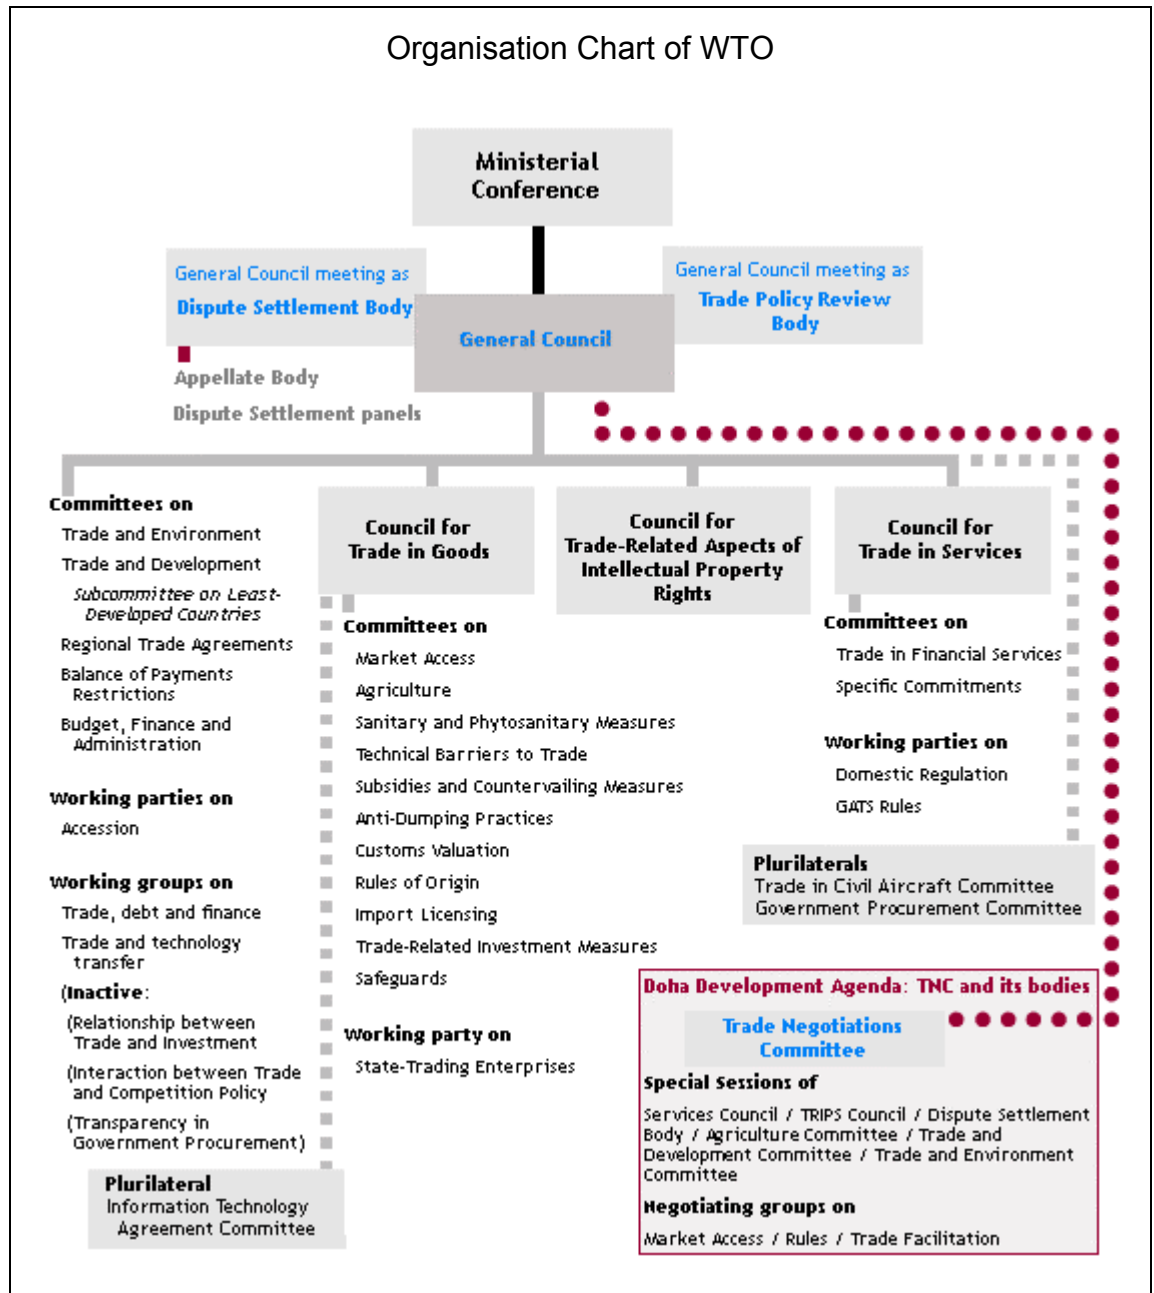 Organisation Chart of WTO
Ministerial
Conference
General Council meeting as
Dispute Settlement Body
General Council meeting as
Trade Policy Review
Body
General Council
Appellate Body
Dispute Settlement panels
Committees on
Trade and Environment
Trade and Development
Subcommittee on Least-
Developed Countries
Regional Trade Agreements
Balance of Payments
Restrictions
Budget, Finance and
Administration
Working parties on
Accession
Working groups on
Trade, debt and finance
Trade and technology
transfer
(Inactive:
(Relationship between
Trade and Investment
(Interaction between Trade
and Competition Policy
(Transparency in
Government Procurement)
Plurilateral
Information Technology
Agreement Committee
Council for
Trade in Goods
Committees on
Market Access
Agriculture
Sanitary and Phytosanitary Measures
Technical Barriers to Trade
Subsidies and Countervailing Measures
Anti-Dumping Practices
Customs Valuation
Rules of Origin
Import Licensing
Trade-Related Investment Measures
Safeguards
Working party on
State-Trading Enterprises
Council for
Trade-Related Aspects of
Intellectual Property
Rights
Council for
Trade in Services
Committees on
Trade in Financial Services
Specific Commitments
Working parties on
Domestic Regulation
GATS Rules
Plurilaterals
Trade in Civil Aircraft Committee
Government Procurement Committee
Doha Development Agenda: TNC and its bodies
Trade Negotiations
Committee
Special Sessions of
Services Council / TRIPS Council / Dispute Settlement
Body / Agriculture Committee / Trade and
Development Committee / Trade and Environment
Committee
Negotiating groups on
Market Access / Rules / Trade Facilitation